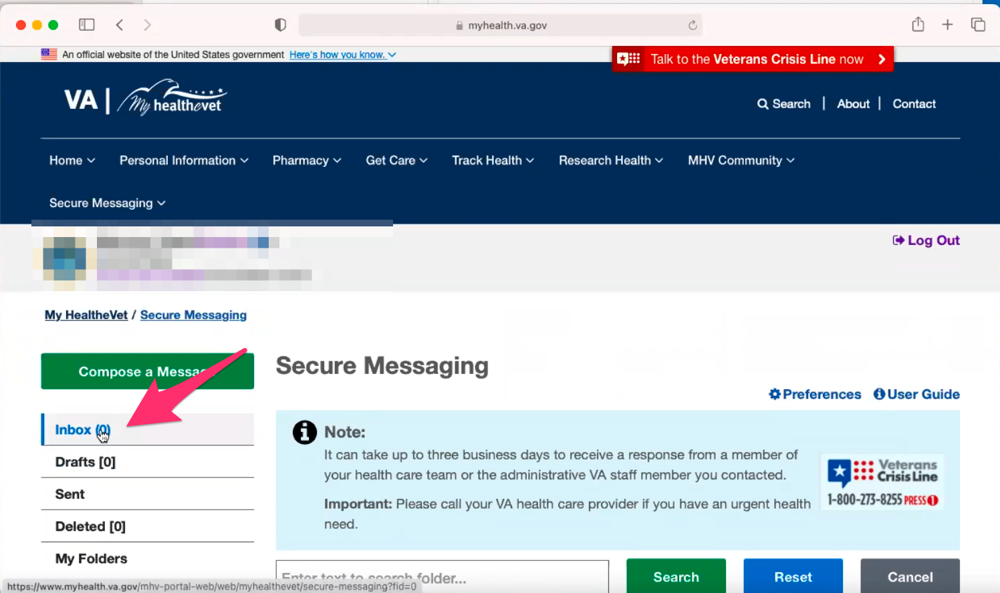 myhealth.va.gov
An official website of the United States government Here's how you know.
Talk to the Veterans Crisis Line now
VA | My healthevet
Search | About | Contact
Home Personal Information Pharmacy Get Care Track Health Research Health MHV Community
Secure Messaging
Log Out
My HealtheVet / Secure Messaging
Compose a Messag
Secure Messaging
Preferences User Guide
Inbox (0)
Drafts [0]
Sent
Deleted [0]
My Folders
Note:
It can take up to three business days to receive a response from a member of
your health care team or the administrative VA staff member you contacted.
Important: Please call your VA health care provider if you have an urgent health
need.
Veterans
Crisis Line
1-800-273-8255 PRESS 1
Enter text to search folder...
Search Reset Cancel
https://www.myhealth.va.gov/mhv-portal-web/web/myhealthevet/secure-messaging?fid=0